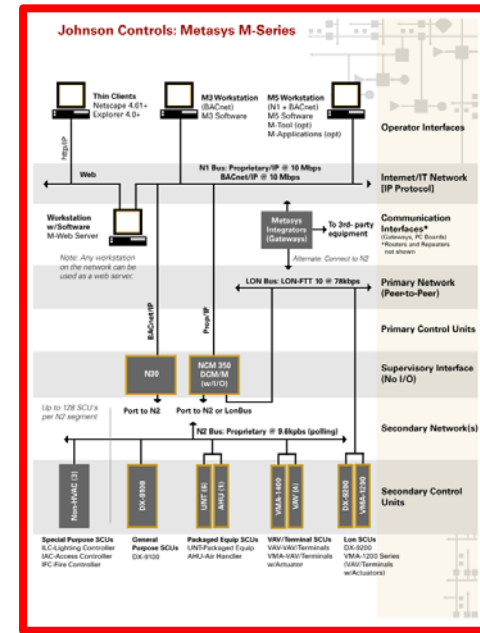 Johnson Controls: Metasys M-Series
Thin Clients
Netscape 4.61+
Explorer 4.0+
M3 Workstation
(BACnet)
M3 Software
M5 Workstation
(N1 + BACnet)
M5 Software
M-Tool (opt)
M-Applications (opt)
Operator Interfaces
http/IP
N1 Bus: Proprietary/IP @ 10 Mbps
BACnet/IP @ 10 Mbps
Web
Internet/IT Network
[IP Protocol]
Workstation
w/Software
M-Web Server
Metasys
Integrators
(Gateways)
To 3rd- party
equipment
Communication
Interfaces*
(Gateways, PC Boards)
*Routers and Repeaters
not shown
Note: Any workstation
on the network can be
used as a web server.
Alternate: Connect to N2
LON Bus: LON-FTT 10 @ 78kbps
Primary Network
(Peer-to-Peer)
BACnet/IP
Prop/IP
Primary Control Units
N30
NCM 350
DCM/M
(w/I/O)
Supervisory Interface
(No I/O)
Up to 128 SCU's
per N2 segment
Port to N2
Port to N2 or LonBus
Secondary Network(s)
N2 Bus: Proprietary @ 9.6kpbs (polling)
Non-HVAC (3)
DX-9100
UNT (6)
AHU (1)
VMA-1400
VAV (4)
DX-9200
VMA-1200
Secondary Control
Units
Special Purpose SCUs
ILC-Lighting Controller
IAC-Access Controller
IFC-Fire Controller
General
Purpose SCUs
DX-9100
Packaged Equip SCUs
UNT-Packaged Equip
AHU-Air Handler
VAV/Terminal SCUs
VAV-VAV/Terminals
VMA-VAV/Terminals
w/Actuator
Lon SCUs
DX-9200
VMA-1200 Series
(VAV/Terminals
w/Actuators)